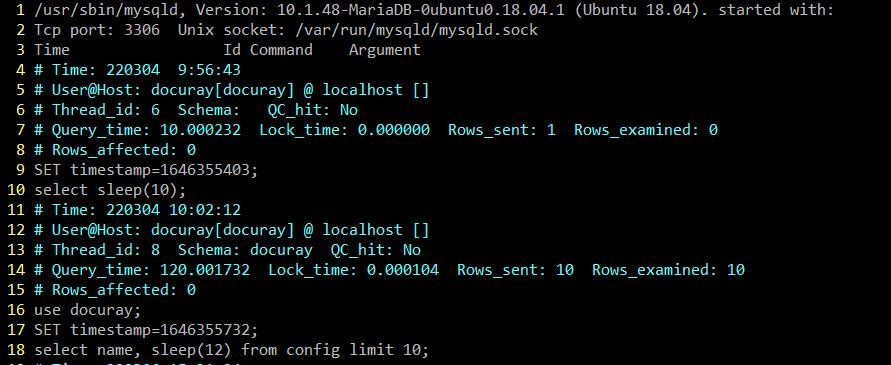 1 /usr/sbin/mysqld, Version: 10.1.48-MariaDB-0ubuntu0.18.04.1 (Ubuntu 18.04). started with:
2 Tcp port: 3306  Unix socket: /var/run/mysqld/mysqld.sock
3 Time                 Id Command    Argument
4 # Time: 220304  9:56:43
5 # User@Host: docuray[docuray] @ localhost []
6 # Thread_id: 6  Schema:   QC_hit: No
7 # Query_time: 10.000232  Lock_time: 0.000000  Rows_sent: 1  Rows_examined: 0
8 # Rows_affected: 0
9 SET timestamp=1646355403;
10 select sleep(10);
11 # Time: 220304 10:02:12
12 # User@Host: docuray[docuray] @ localhost []
13 # Thread_id: 8  Schema: docuray  QC_hit: No
14 # Query_time: 120.001732  Lock_time: 0.000104  Rows_sent: 10  Rows_examined: 10
15 # Rows_affected: 0
16 use docuray;
17 SET timestamp=1646355732;
18 select name, sleep(12) from config limit 10;